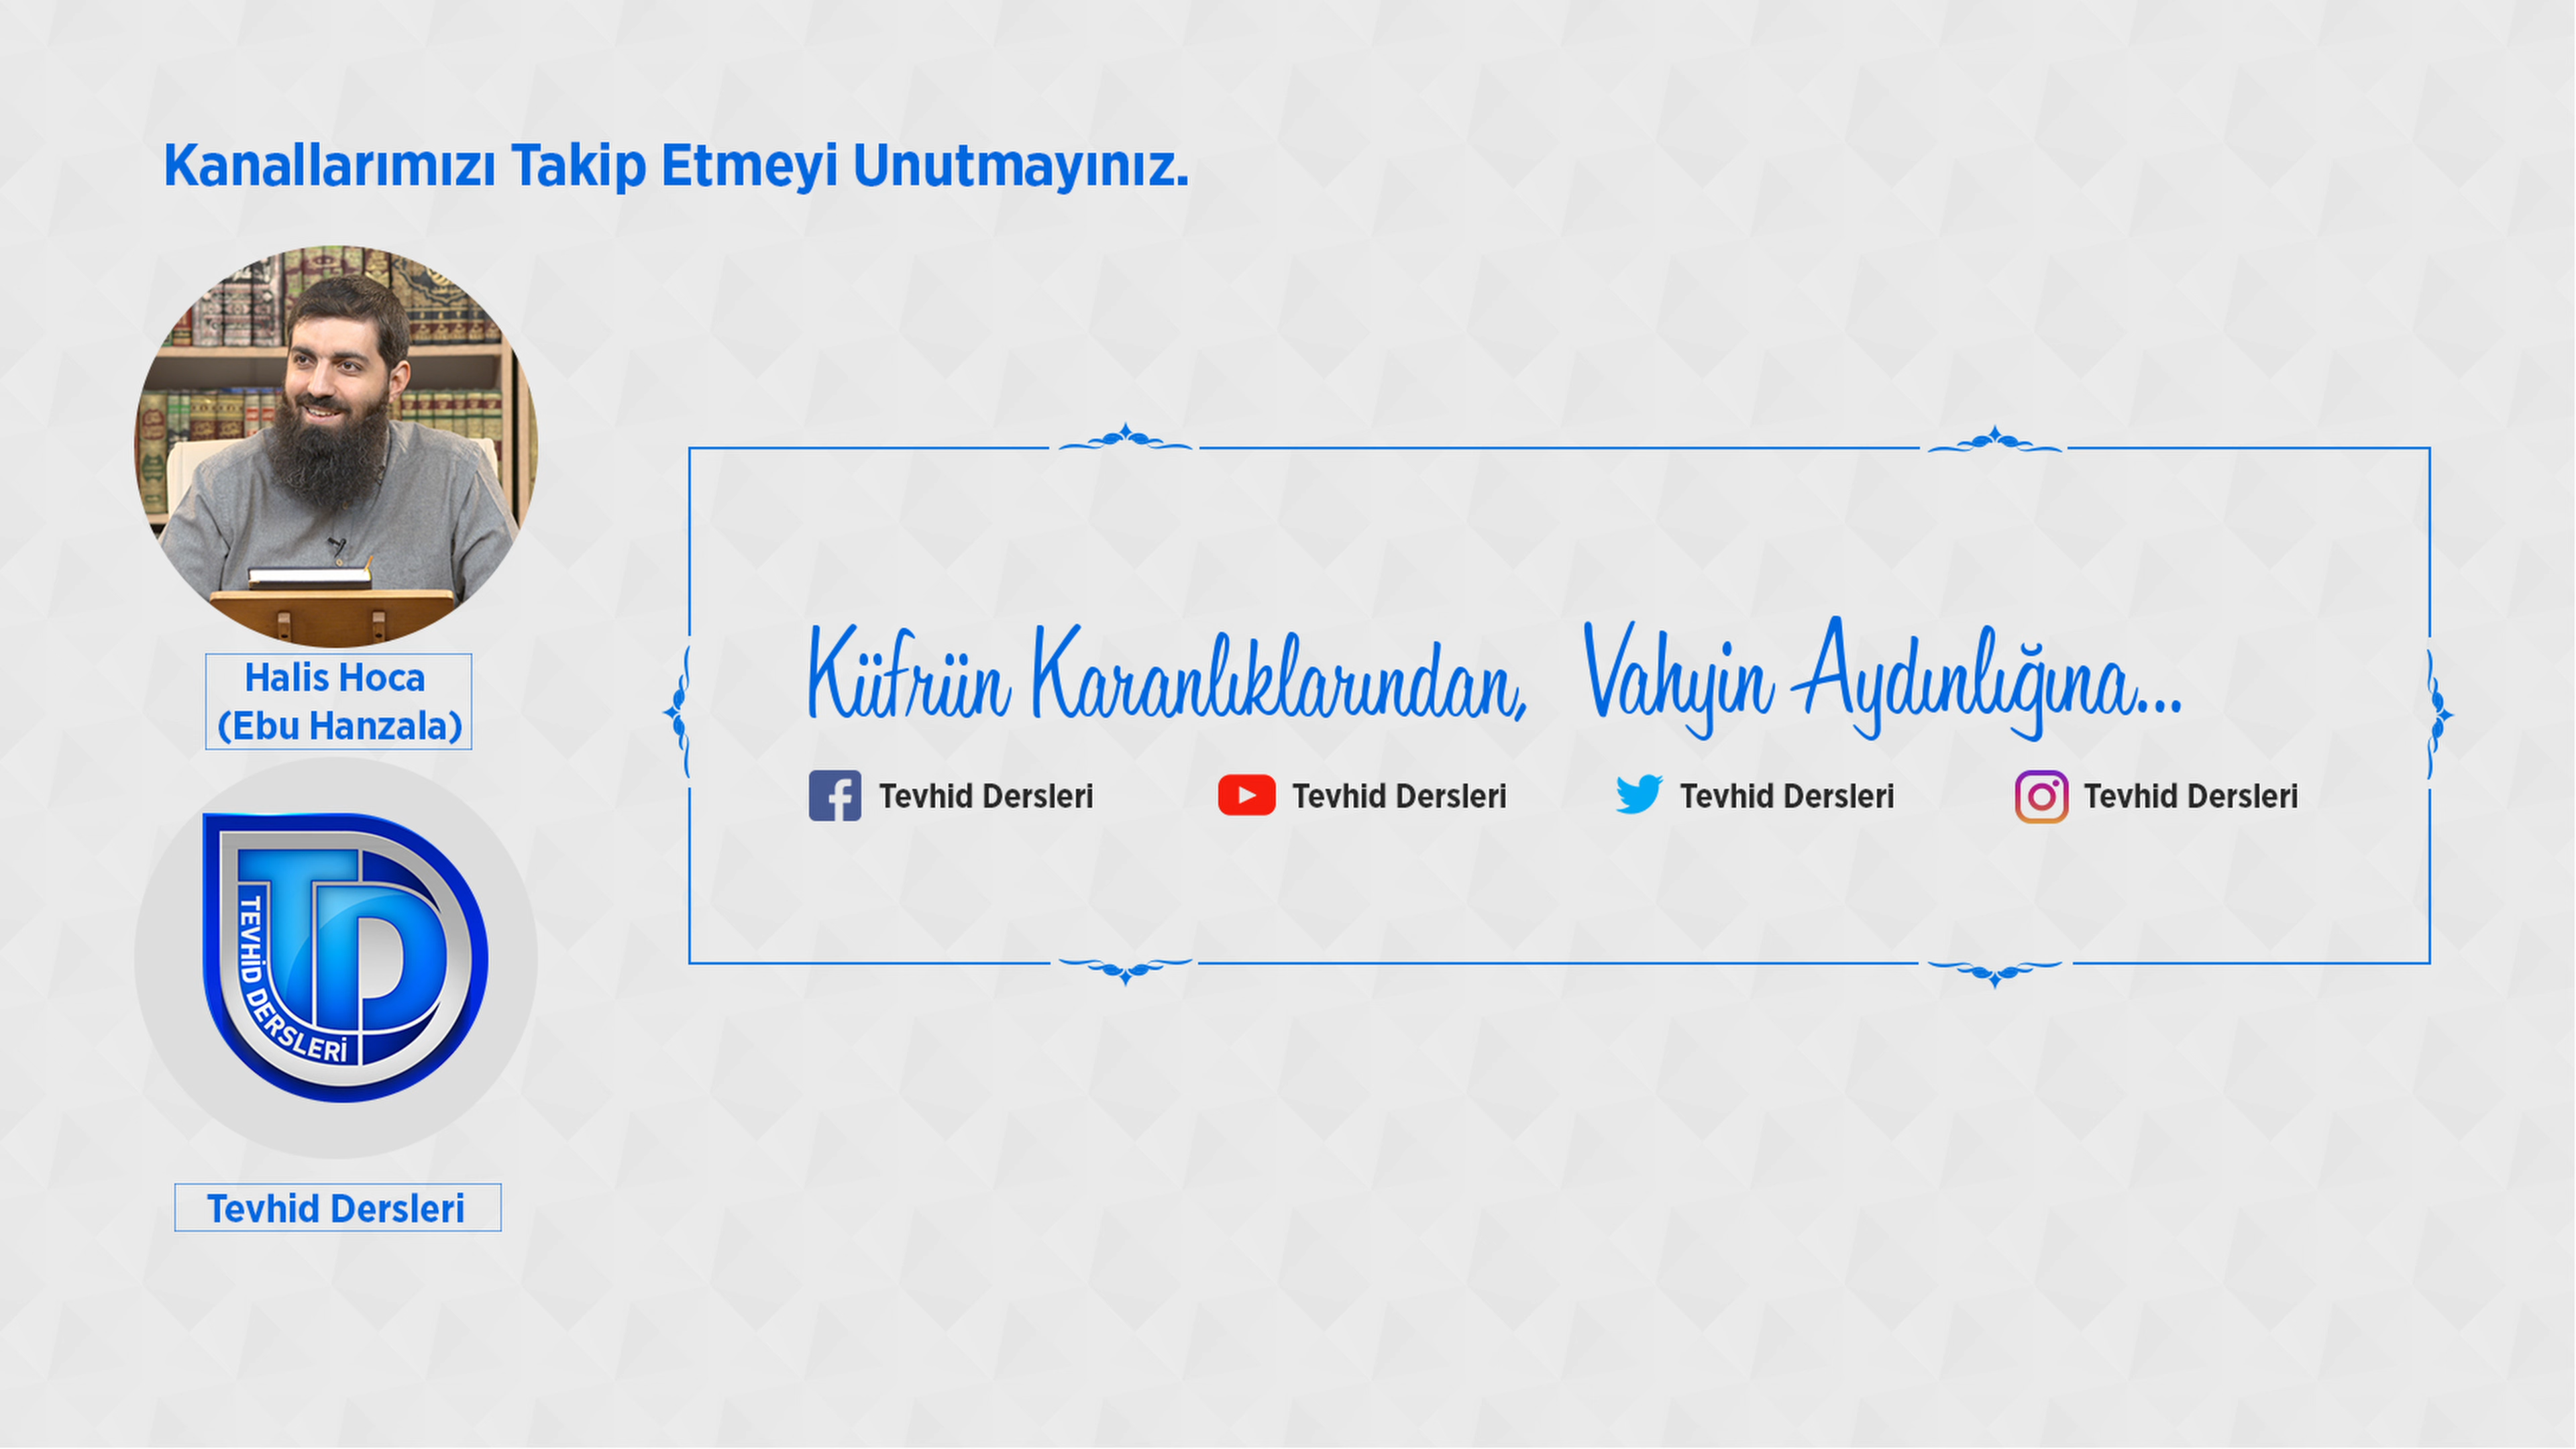 Kanallarımızı Takip Etmeyi Unutmayınız.
Halis Hoca
(Ebu Hanzala)
Küfrün Karanlıklarından, Vahyin Aydınlığına...
Tevhid Dersleri
Tevhid Dersleri
Tevhid Dersleri
Tevhid Dersleri
TD
TEVHİD DERSLERİ
Tevhid Dersleri